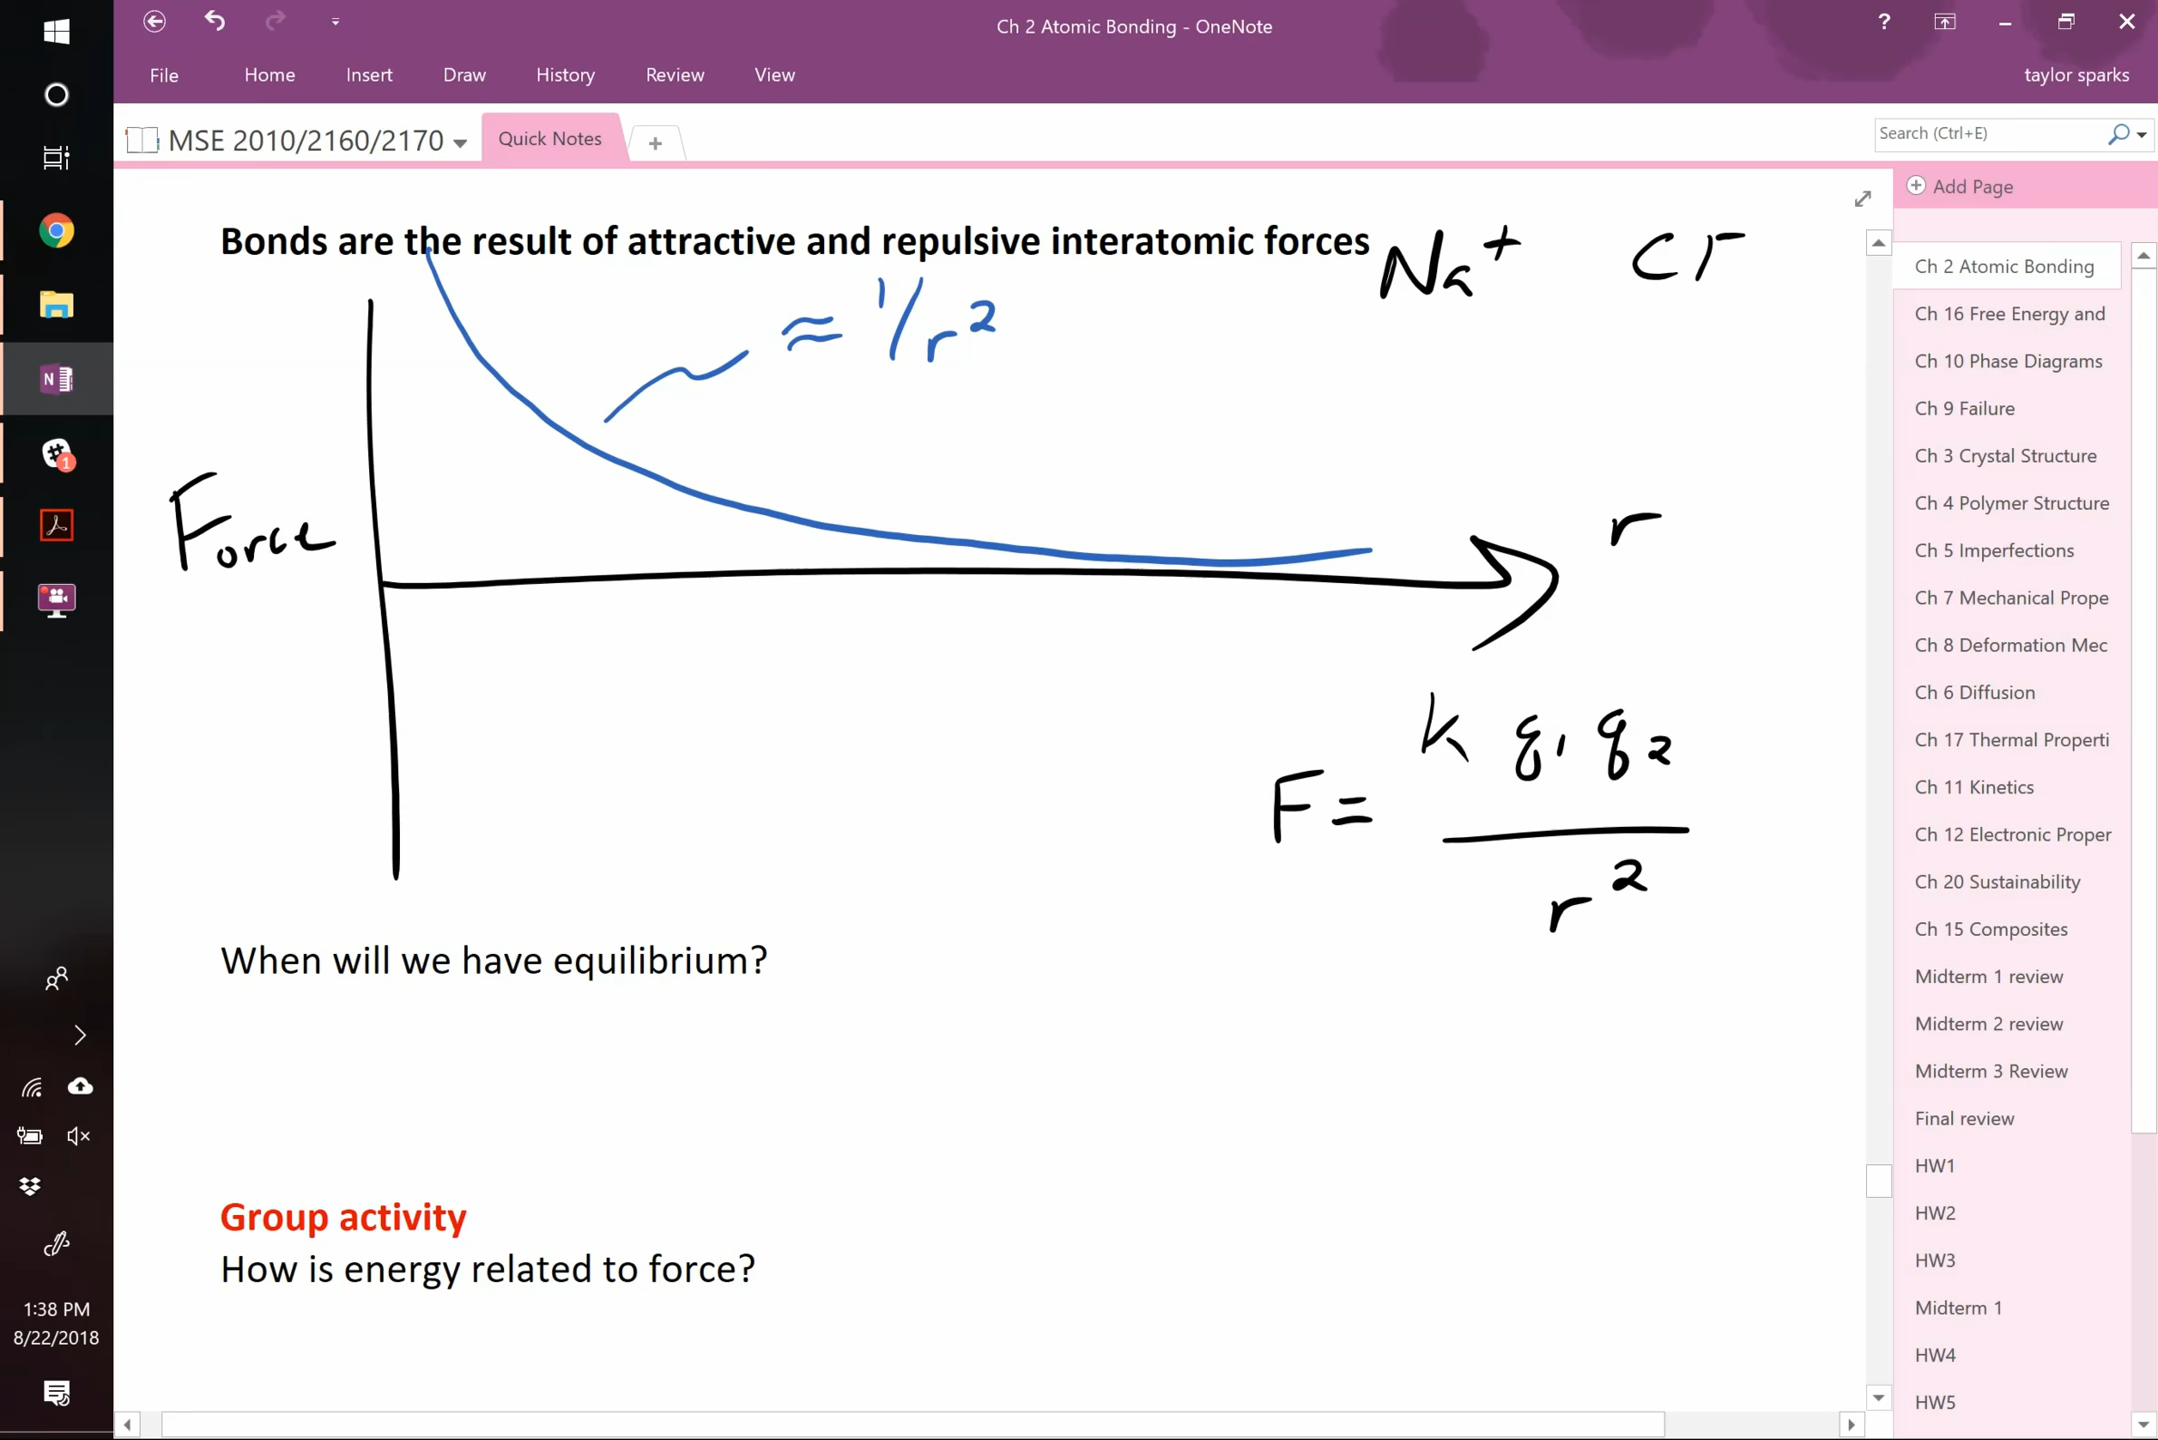 Ch 2 Atomic Bonding - OneNote
?
File Home Insert Draw History Review View
taylor sparks
MSE 2010/2160/2170
Quick Notes
+
Search (Ctrl+E)
Bonds are the result of attractive and repulsive interatomic forces
Na+ Cl-
≈ 1/r²
Force
r
F = k q1 q2 / r²
When will we have equilibrium?
Group activity
How is energy related to force?
Add Page
Ch 2 Atomic Bonding
Ch 16 Free Energy and
Ch 10 Phase Diagrams
Ch 9 Failure
Ch 3 Crystal Structure
Ch 4 Polymer Structure
Ch 5 Imperfections
Ch 7 Mechanical Prope
Ch 8 Deformation Mec
Ch 6 Diffusion
Ch 17 Thermal Properti
Ch 11 Kinetics
Ch 12 Electronic Proper
Ch 20 Sustainability
Ch 15 Composites
Midterm 1 review
Midterm 2 review
Midterm 3 Review
Final review
HW1
HW2
HW3
Midterm 1
HW4
HW5
N
1
1:38 PM
8/22/2018